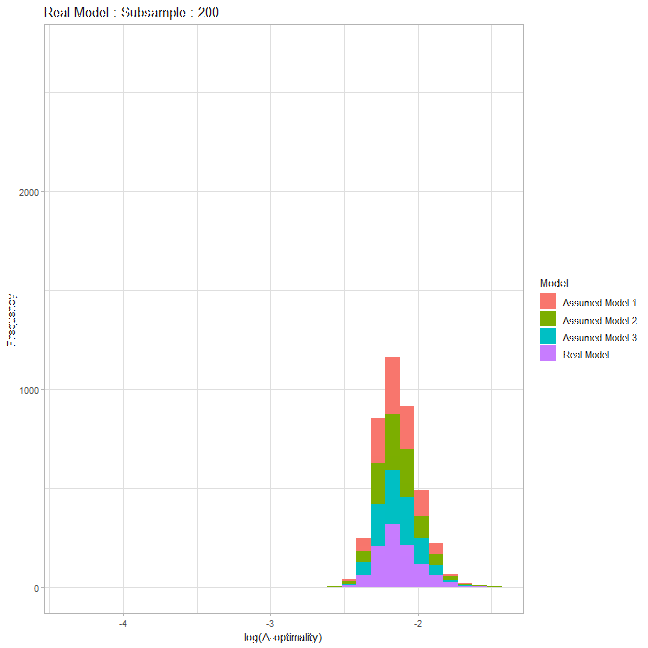 Real Model : Subsample : 200
Frequency
2000
1000
0
-4
-3
-2
log(A-optimality)
Model
Assumed Model 1
Assumed Model 2
Assumed Model 3
Real Model